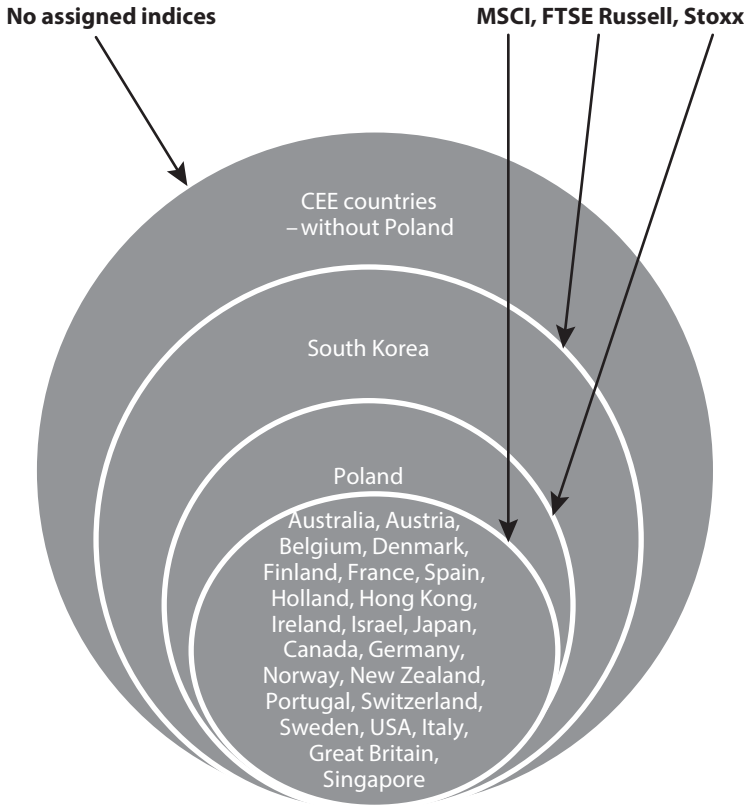 No assigned indices
MSCI, FTSE Russell, Stoxx
CEE countries
– without Poland
South Korea
Poland
Australia, Austria,
Belgium, Denmark,
Finland, France, Spain,
Holland, Hong Kong,
Ireland, Israel, Japan,
Canada, Germany,
Norway, New Zealand,
Portugal, Switzerland,
Sweden, USA, Italy,
Great Britain,
Singapore